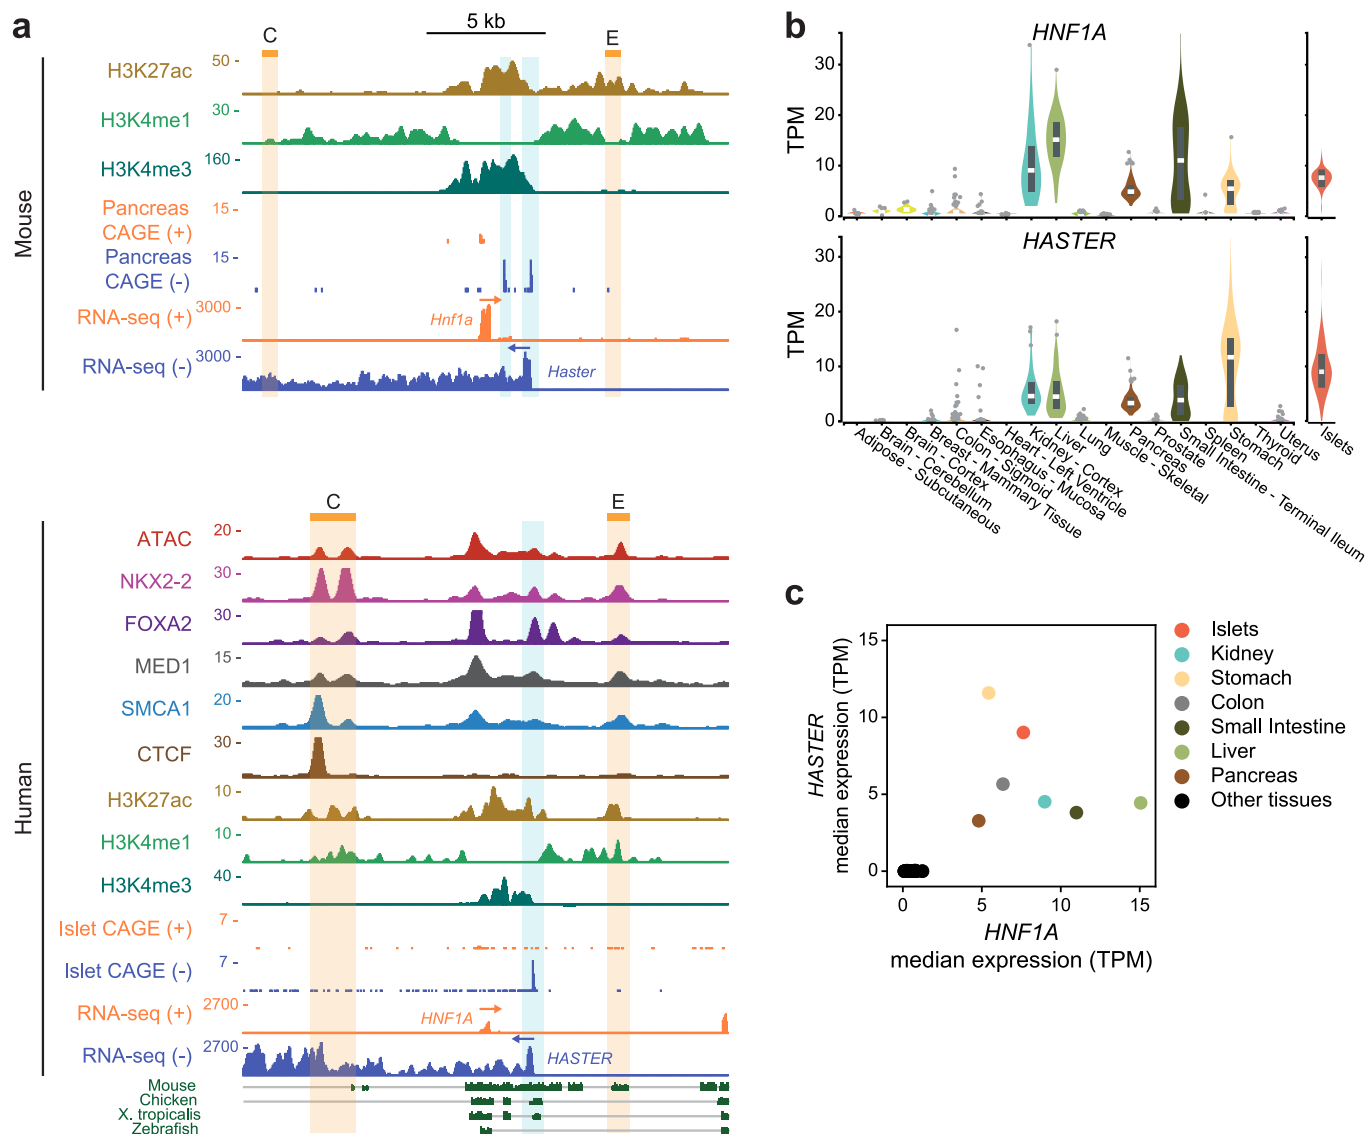 a
5 kb
C
E
Mouse
H3K27ac
50
H3K4me1
30
H3K4me3
160
Pancreas
CAGE (+)
15
Pancreas
CAGE (-)
15
RNA-seq (+)
3000
Hnf1a
RNA-seq (-)
3000
Haster
C
E
Human
ATAC
20
NKX2-2
30
FOXA2
30
MED1
15
SMCA1
20
CTCF
30
H3K27ac
10
H3K4me1
10
H3K4me3
40
Islet CAGE (+)
7
Islet CAGE (-)
7
RNA-seq (+)
2700
HNF1A
RNA-seq (-)
2700
HASTER
Mouse
Chicken
X. tropicalis
Zebrafish
b
HNF1A
TPM
30
20
10
0
HASTER
TPM
30
20
10
0
Adipose - Subcutaneous
Brain - Cerebellum
Brain - Cortex
Breast - Mammary Tissue
Colon - Sigmoid
Esophagus - Mucosa
Heart - Left Ventricle
Kidney - Cortex
Liver
Lung
Muscle - Skeletal
Pancreas
Prostate
Small Intestine - Terminal Ileum
Spleen
Stomach
Thyroid
Uterus
Islets
c
HASTER
median expression (TPM)
15
10
5
0
0 5 10 15
HNF1A
median expression (TPM)
Islets
Kidney
Stomach
Colon
Small Intestine
Liver
Pancreas
Other tissues